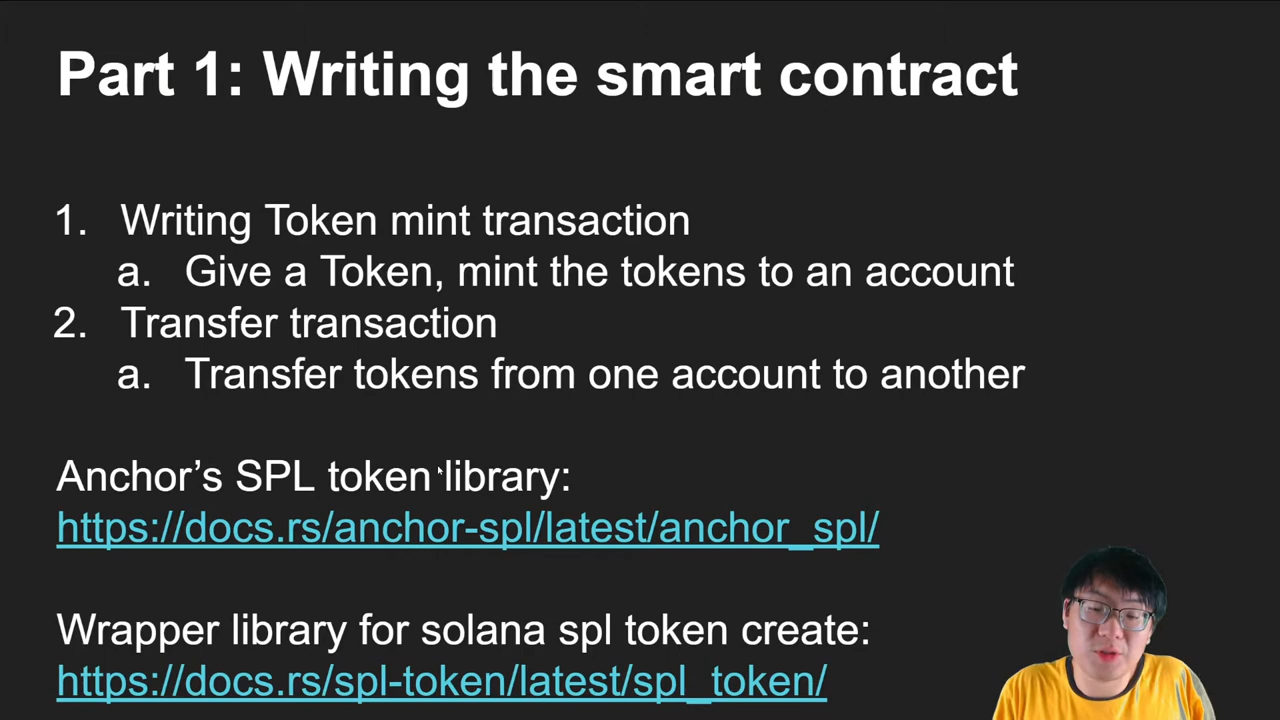 Part 1: Writing the smart contract
1. Writing Token mint transaction
a. Give a Token, mint the tokens to an account
2. Transfer transaction
a. Transfer tokens from one account to another
Anchor’s SPL token library:
https://docs.rs/anchor-spl/latest/anchor_spl/
Wrapper library for solana spl token create:
https://docs.rs/spl-token/latest/spl_token/